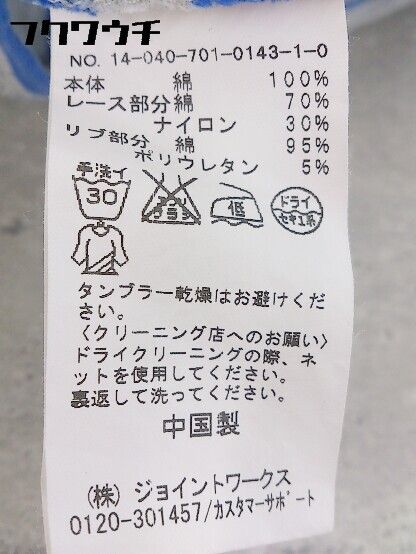 フクワウチ
NO. 14-040-701-0143-1-0
本体 綿 100%
レース部分綿 70%
ナイロン 30%
リブ部分 綿 95%
ポリウレタン 5%
手洗イ
30
エンソサラシ
低
ドライ
セキユ系
タンブラー乾燥はお避けくだ
さい。
〈クリーニング店へのお願い〉
ドライクリーニングの際、ネ
ットを使用してください。
裏返して洗ってください。
中国製
(株) ジョイントワークス
0120-301457/カスタマーサポート